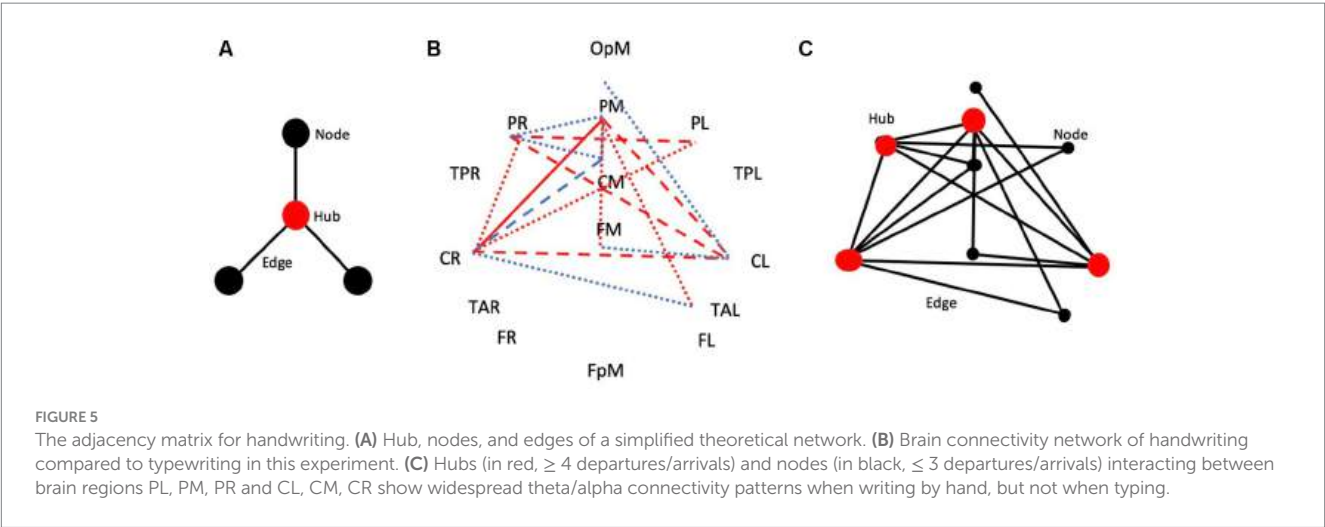 A
B
C
OpM
PM
PR
PL
Hub
Node
Node
TPR
TPL
CM
Hub
FM
Edge
CR
CL
TAR
TAL
Edge
FR
FL
FpM
FIGURE 5
The adjacency matrix for handwriting. (A) Hub, nodes, and edges of a simplified theoretical network. (B) Brain connectivity network of handwriting
compared to typewriting in this experiment. (C) Hubs (in red, ≥ 4 departures/arrivals) and nodes (in black, ≤ 3 departures/arrivals) interacting between
brain regions PL, PM, PR and CL, CM, CR show widespread theta/alpha connectivity patterns when writing by hand, but not when typing.